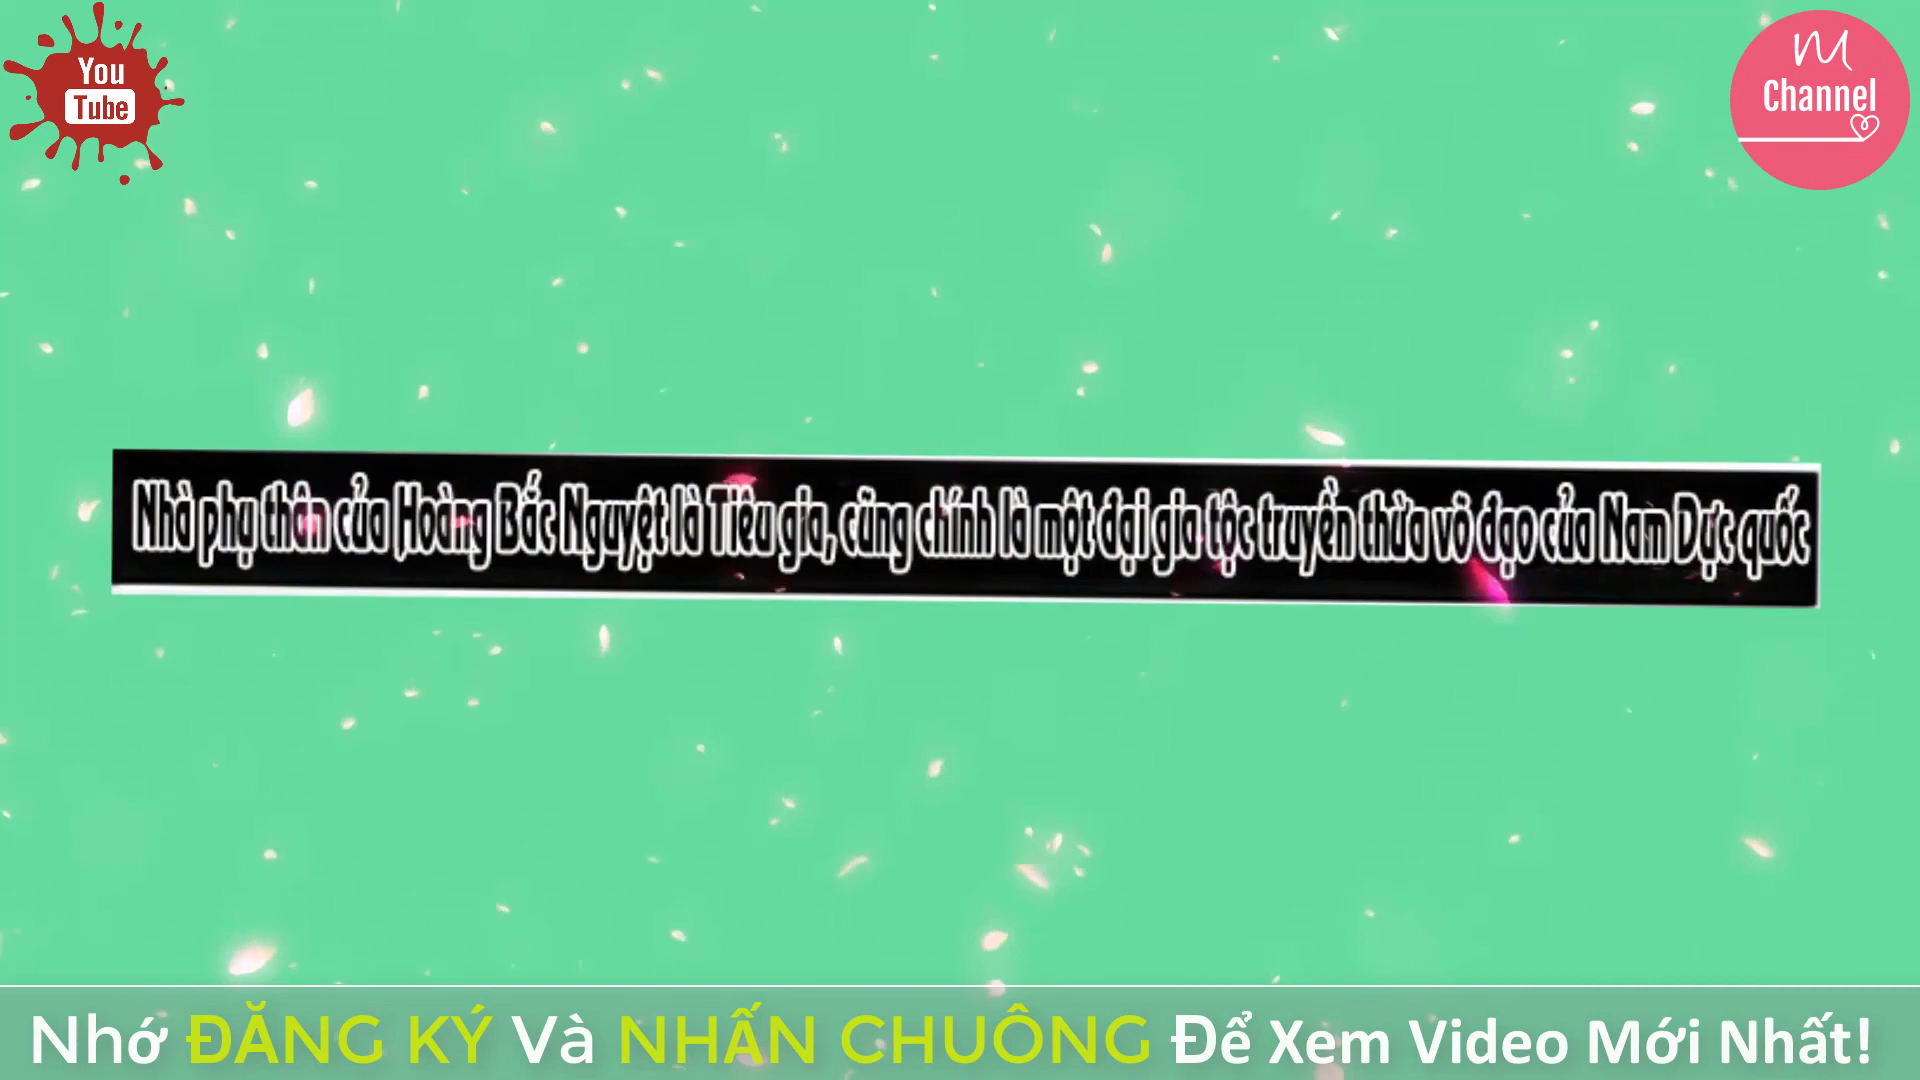 You
Tube
M
Channel
Nhà phụ thân của Hoàng Bắc Nguyệt là Tiêu gia, cũng chính là một đại gia tộc truyền thừa võ đạo của Nam Dực quốc
Nhớ ĐĂNG KÝ Và NHẤN CHUÔNG Để Xem Video Mới Nhất!